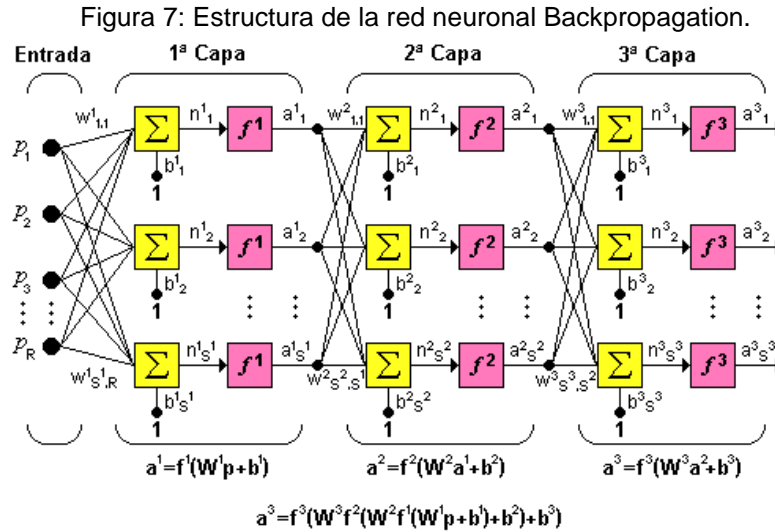 Figura 7: Estructura de la red neuronal Backpropagation.
Entrada 1ª Capa 2ª Capa 3ª Capa
w¹1,1 n¹1 a¹1 w²1,1 n²1 a²1 w³1,1 n³1 a³1
p1 Σ f¹ Σ f² Σ f³
b¹1 b²1 b³1
1 1 1
p2 n¹2 a¹2 n²2 a²2 n³2 a³2
Σ f¹ Σ f² Σ f³
p3 b¹2 b²2 b³2
1 1 1
pR n¹S¹ a¹S¹ n²S² a²S² n³S³ a³S³
Σ f¹ Σ f² Σ f³
w¹S¹,R w²S²,S¹ w³S³,S²
b¹S¹ b²S² b³S³
1 1 1
a¹=f¹(W¹p+b¹) a²=f²(W²a¹+b²) a³=f³(W³a²+b³)
a³=f³(W³f²(W²f¹(W¹p+b¹)+b²)+b³)